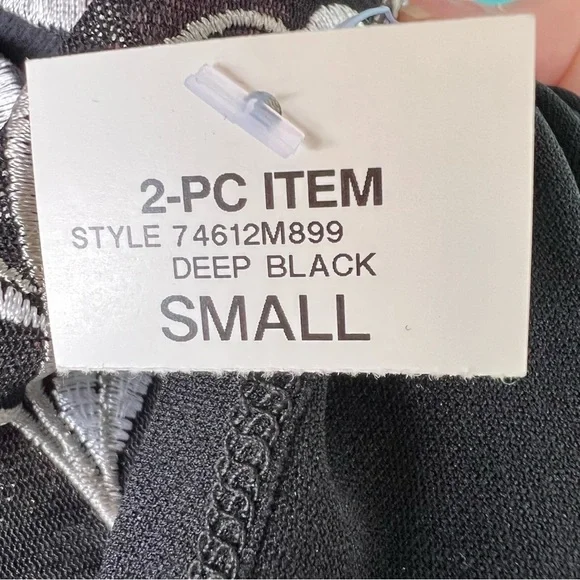 2-PC ITEM
STYLE 74612M899
DEEP BLACK
SMALL